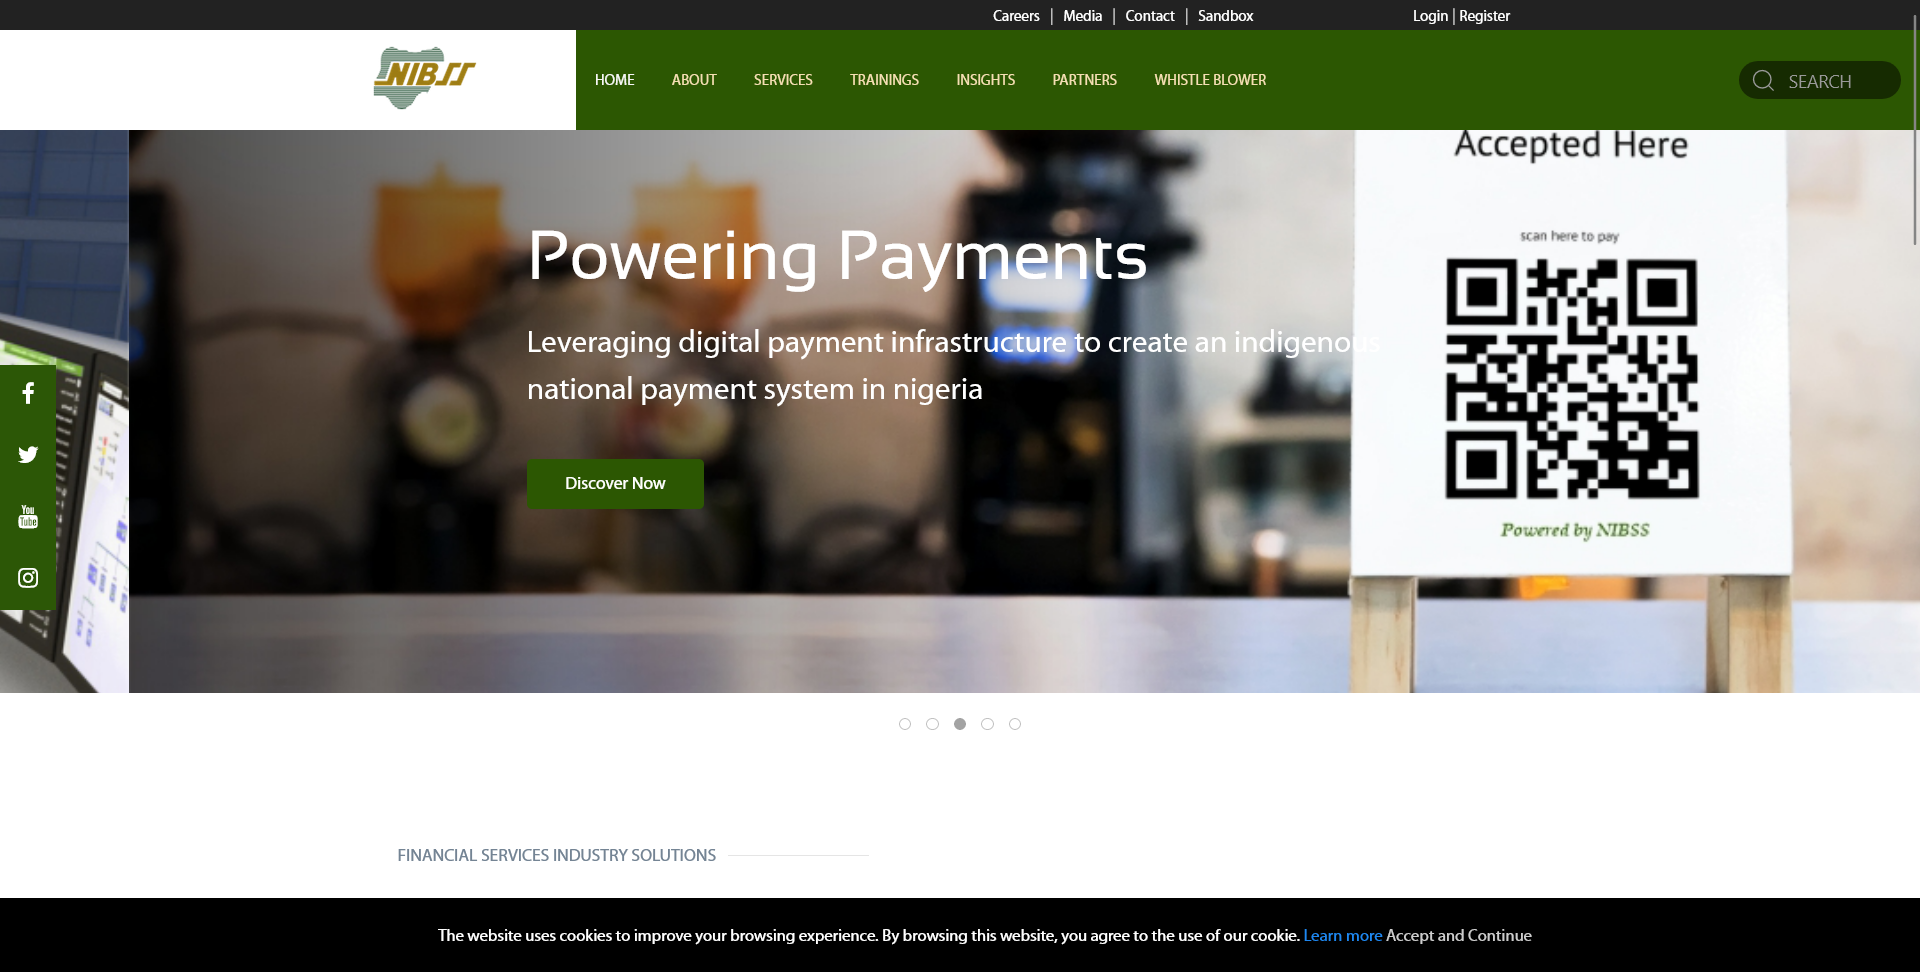 Careers | Media | Contact | Sandbox
Login | Register
NIBSS
HOME
ABOUT
SERVICES
TRAININGS
INSIGHTS
PARTNERS
WHISTLE BLOWER
SEARCH
Accepted Here
scan here to pay
Powered by NIBSS
Powering Payments
Leveraging digital payment infrastructure to create an indigenous
national payment system in nigeria
Discover Now
You
Tube
FINANCIAL SERVICES INDUSTRY SOLUTIONS
The website uses cookies to improve your browsing experience. By browsing this website, you agree to the use of our cookie. Learn more Accept and Continue